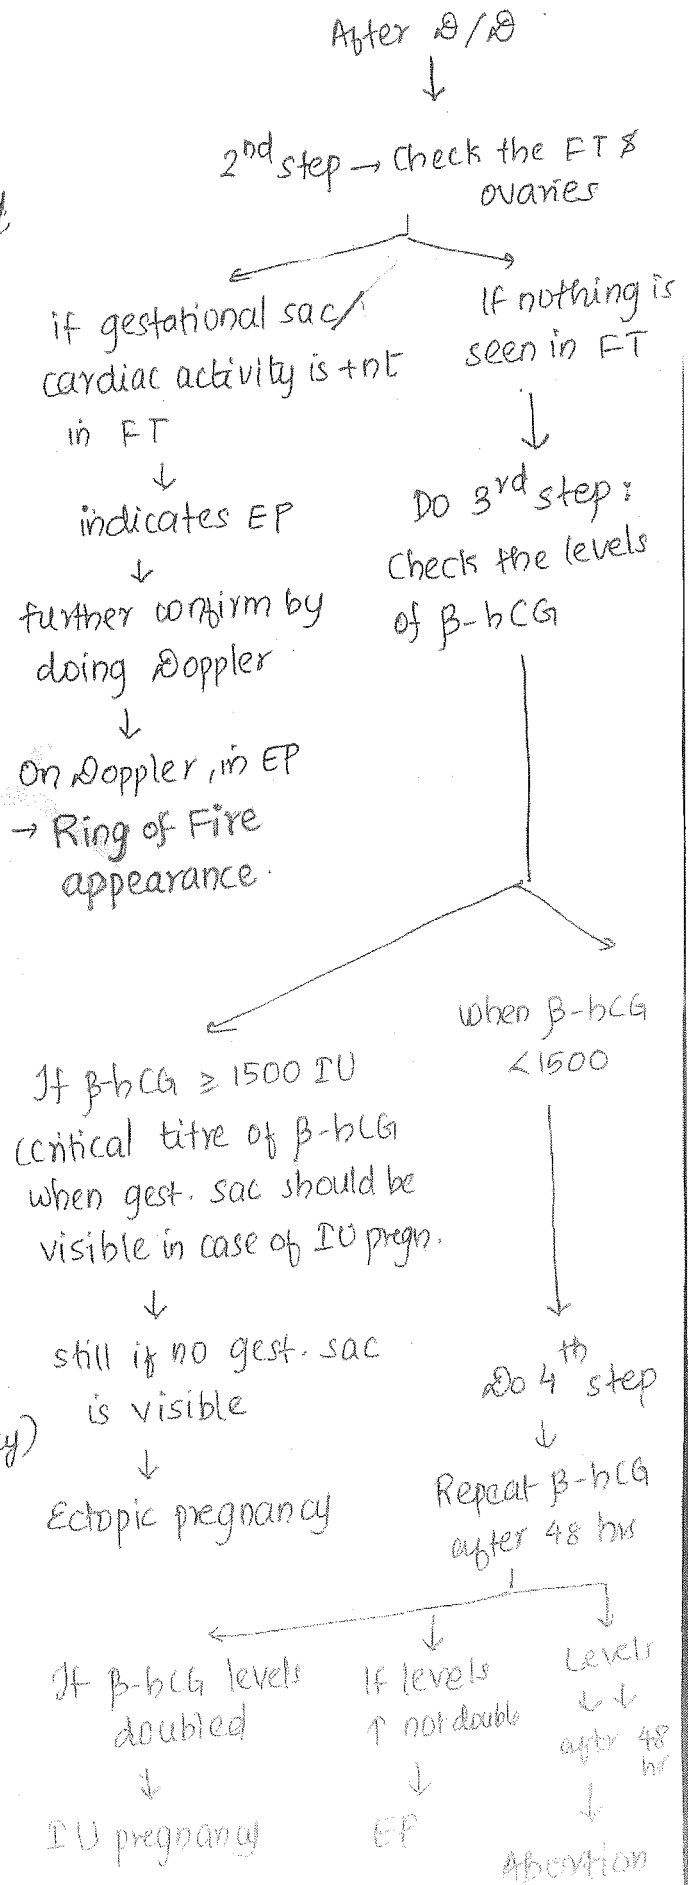 After D/D
↓
2nd step → Check the FT &
ovaries
if gestational sac/
cardiac activity is +nt
in FT
↓
indicates EP
↓
further confirm by
doing Doppler
↓
On Doppler, in EP
→ Ring of Fire
appearance.
If nothing is
seen in FT
↓
Do 3rd step:
Check the levels
of β-hCG
If β-hCG ≥ 1500 IU
(critical titre of β-hCG
when gest. sac should be
visible in case of IU pregn.
↓
still if no gest. sac
is visible
↓
Ectopic pregnancy
when β-hCG
<1500
Do 4th step
↓
Repeat β-hCG
after 48 hrs
If β-hCG levels
doubled
↓
IU pregnancy
If levels
↑ not double
↓
EP
Levels
↓ ↓
after 48
hr
↓
Abortion
y)